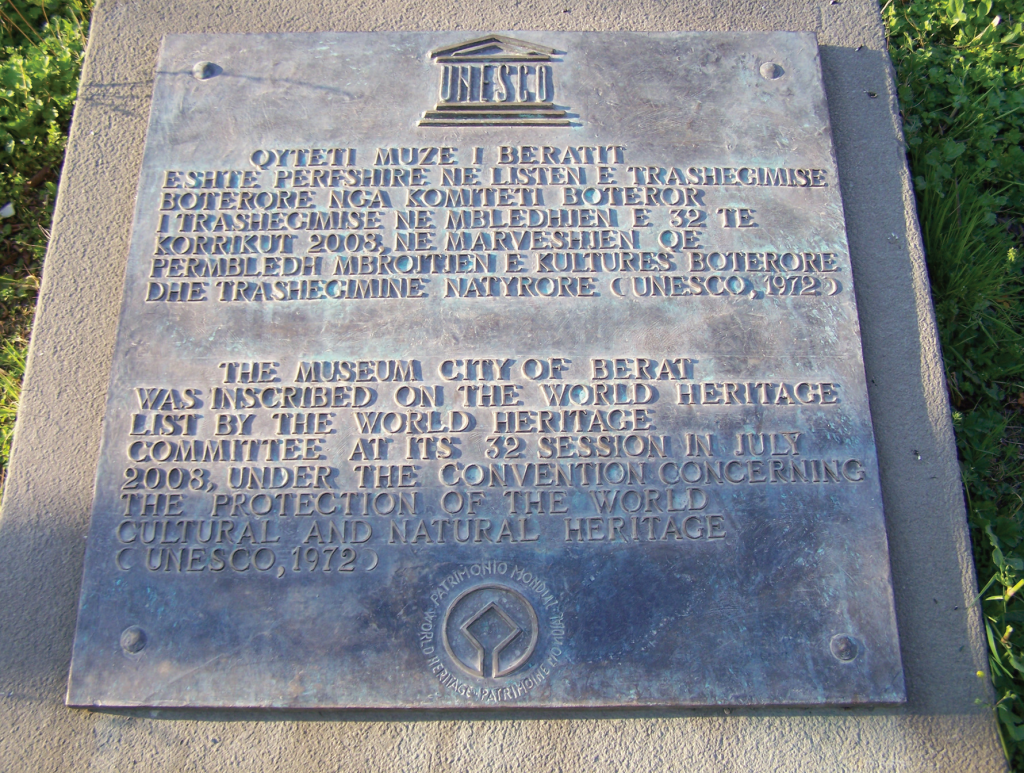 UNESCO
QYTETI MUZE I BERATIT
ESHTE PERFSHIRE NE LISTEN E TRASHEGIMISE
BOTERORE NGA KOMITETI BOTEROR
I TRASHEGIMISE NE MBLEDHJEN E 32 TE
KORRIKUT 2008, NE MARVESHJEN QE
PERMBLEDH MBROJTJEN E KULTURES BOTERORE
DHE TRASHEGIMINE NATYRORE (UNESCO, 1972)
THE MUSEUM CITY OF BERAT
WAS INSCRIBED ON THE WORLD HERITAGE
LIST BY THE WORLD HERITAGE
COMMITTEE AT ITS 32 SESSION IN JULY
2008, UNDER THE CONVENTION CONCERNING
THE PROTECTION OF THE WORLD
CULTURAL AND NATURAL HERITAGE
(UNESCO, 1972)
WORLD HERITAGE • PATRIMOINE MONDIAL • PATRIMONIO MUNDIAL